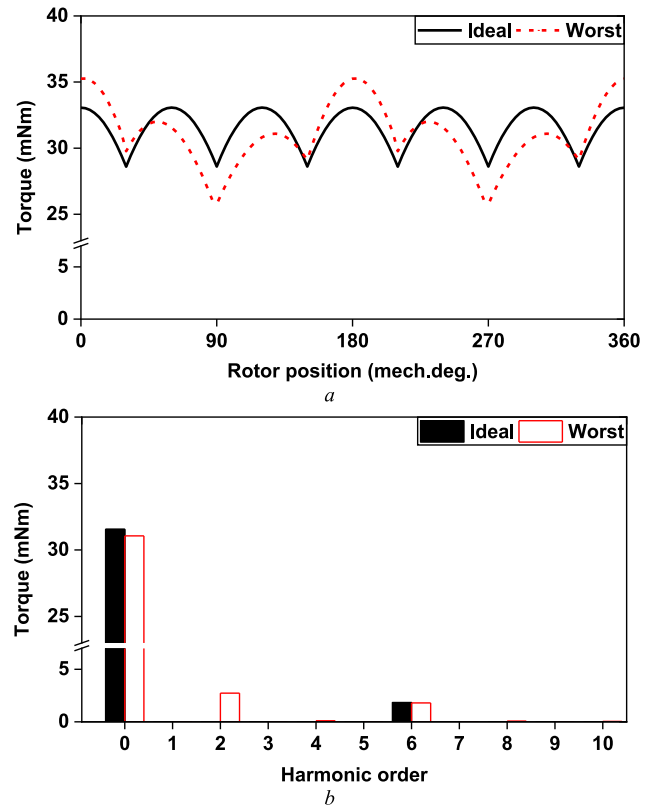 40
Ideal Worst
35
30
25
5
0
Torque (mNm)
0 90 180 270 360
Rotor position (mech.deg.)
a
40
Ideal Worst
35
30
25
5
0
Torque (mNm)
0 1 2 3 4 5 6 7 8 9 10
Harmonic order
b